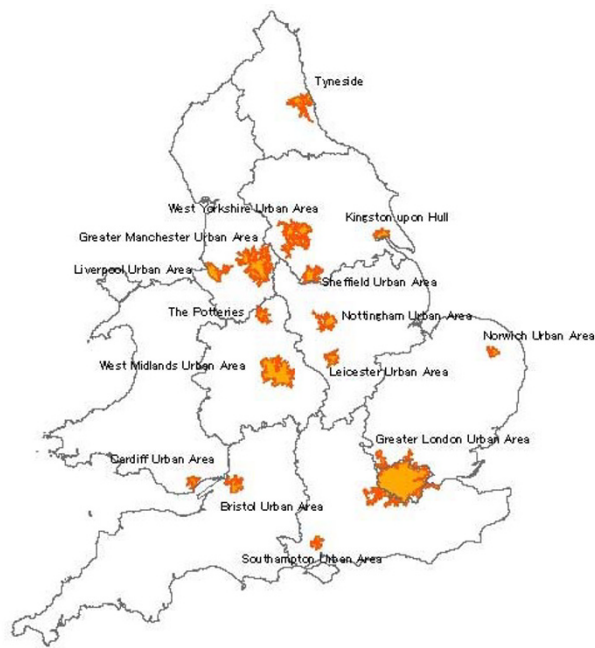 Tyneside
West Yorkshire Urban Area
Kingston upon Hull
Greater Manchester Urban Area
Liverpool Urban Area
Sheffield Urban Area
The Potteries
Nottingham Urban Area
Norwich Urban Area
West Midlands Urban Area
Leicester Urban Area
Greater London Urban Area
Cardiff Urban Area
Bristol Urban Area
Southampton Urban Area